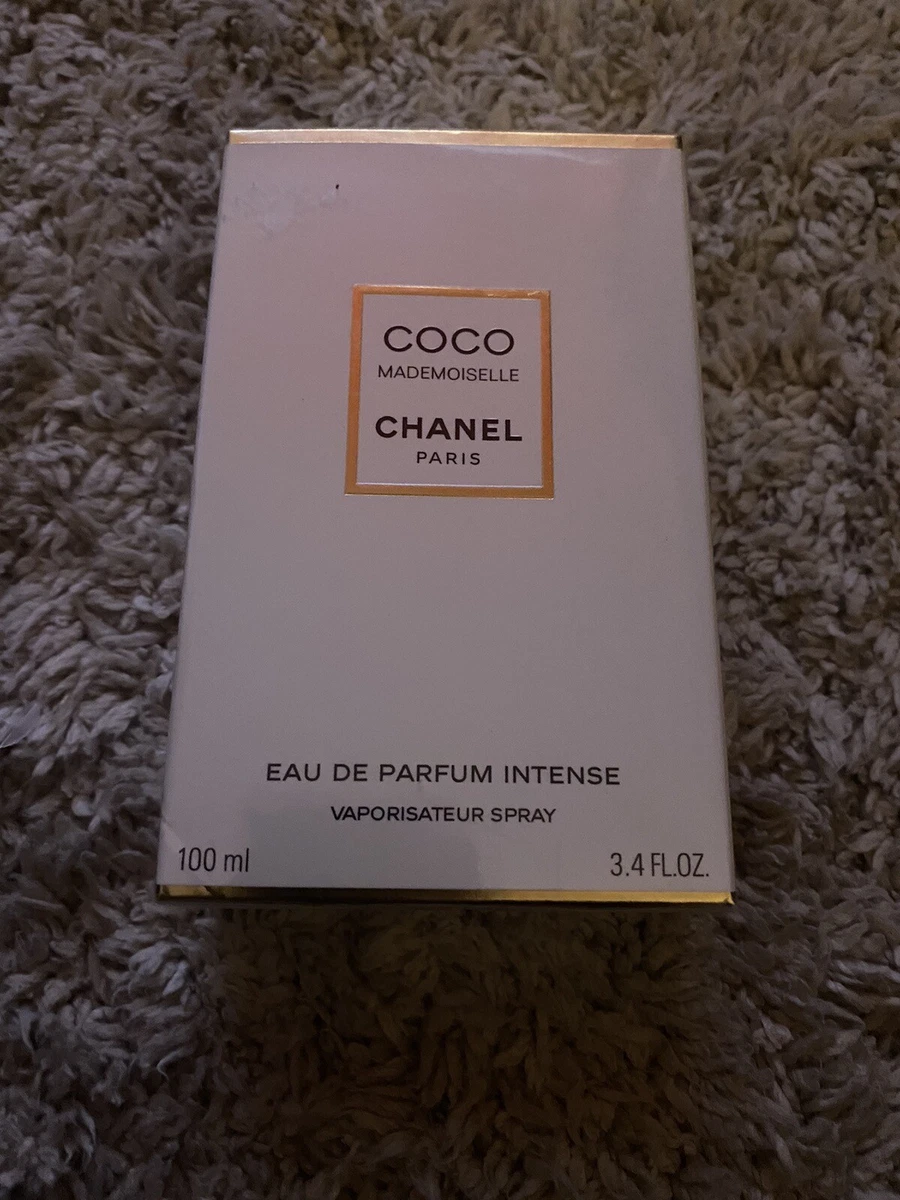 COCO
MADEMOISELLE
CHANEL
PARIS
EAU DE PARFUM INTENSE
VAPORISATEUR SPRAY
100 ml 3.4 FL.OZ.